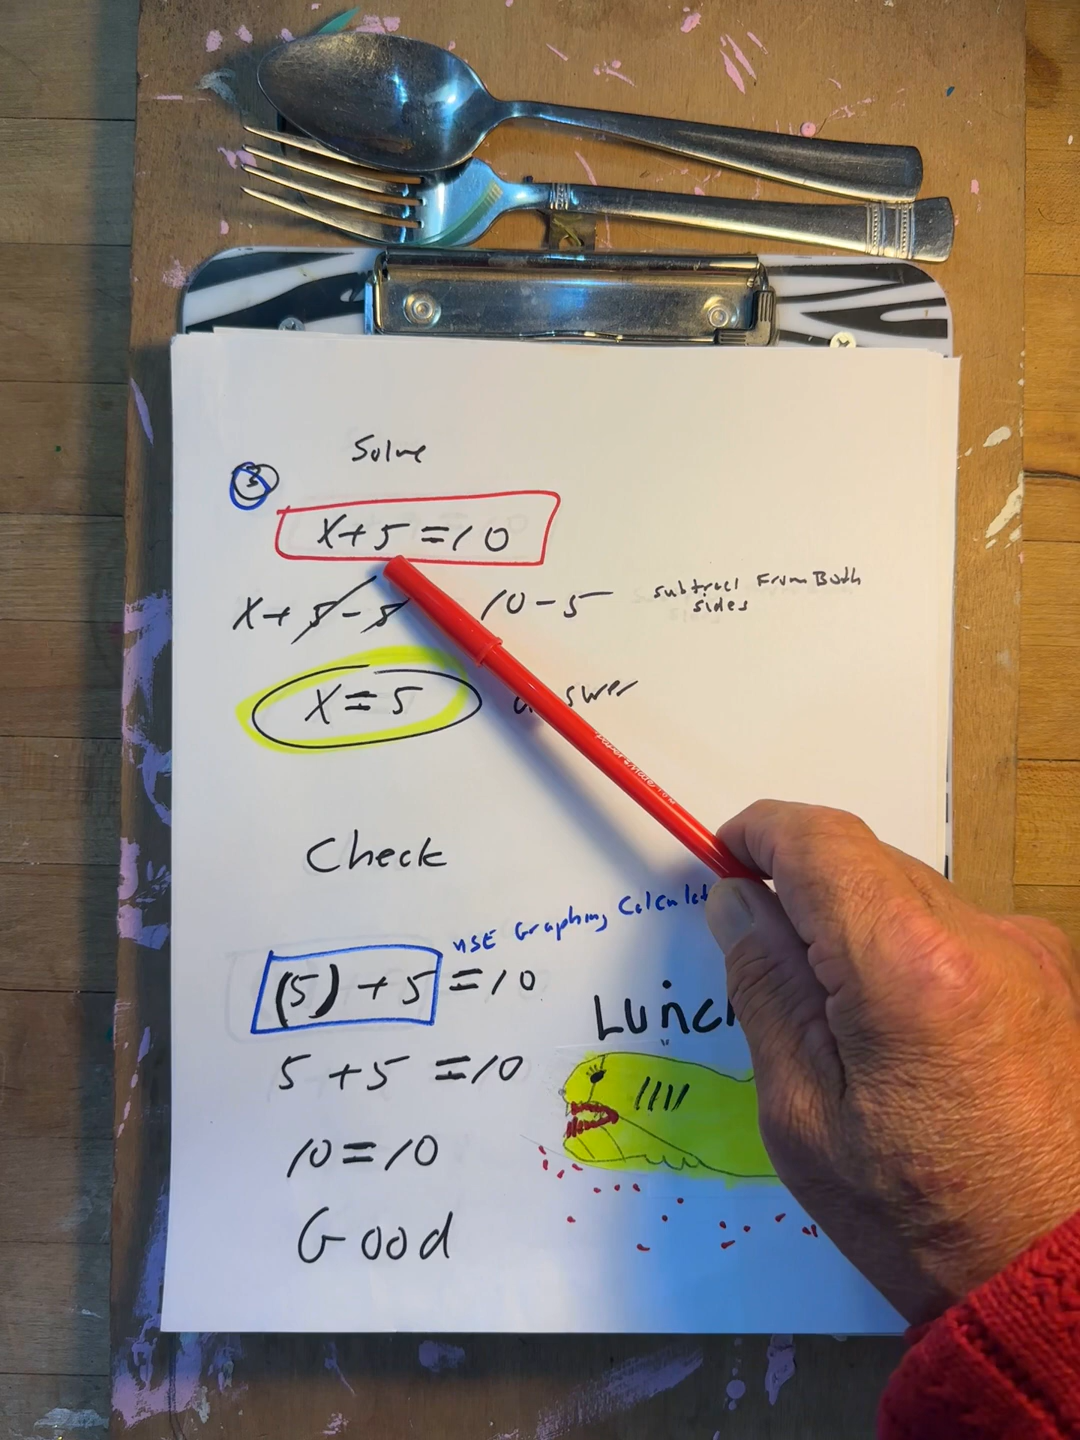 Solve
3
x+5=10
x+5-5 10-5 subtract From Both
sides
x=5 answer
Check
USE Graphing
(5)+5=10
5+5=10
10=10
Good